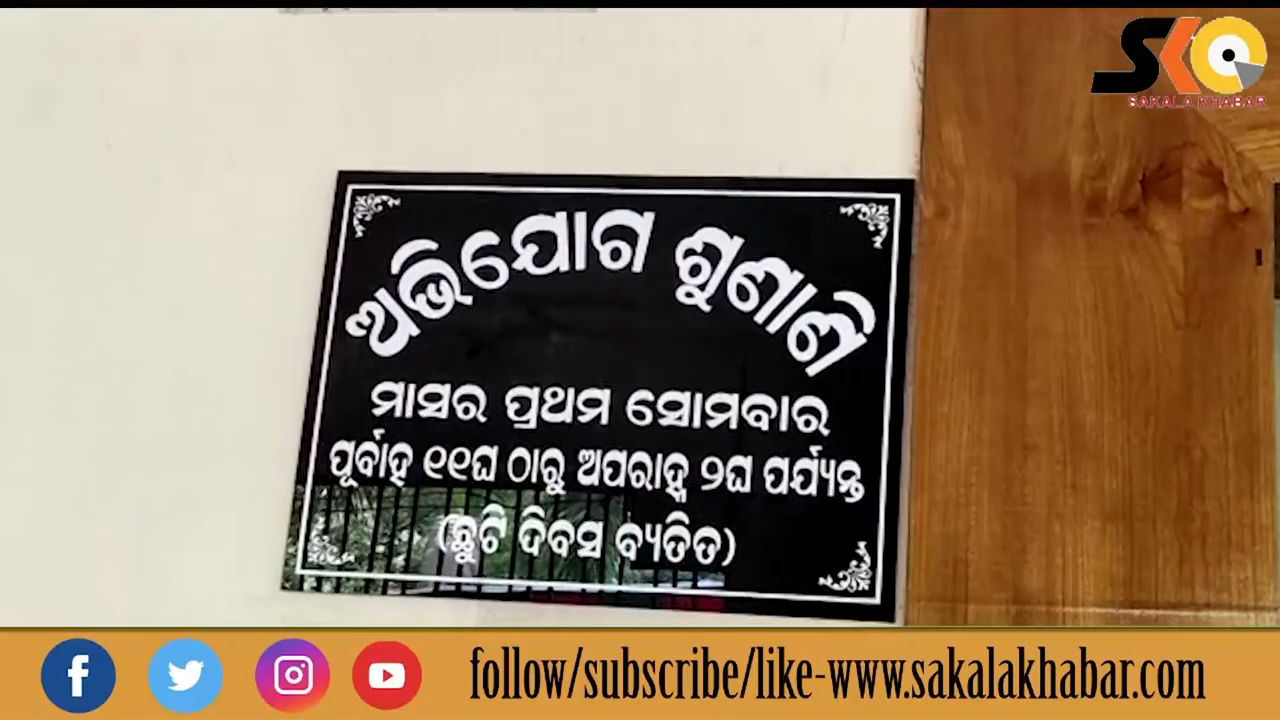 SAKALA KHABAR
ଅଭିଯୋଗ ଶୁଣାଣି
ମାସର ପ୍ରଥମ ସୋମବାର
ପୂର୍ବାହ୍ନ ୧୧ଘ ଠାରୁ ଅପରାହ୍ନ ୨ଘ ପର୍ଯ୍ୟନ୍ତ
(ଛୁଟି ଦିବସ ବ୍ୟତିତ)
follow/subscribe/like-www.sakalakhabar.com